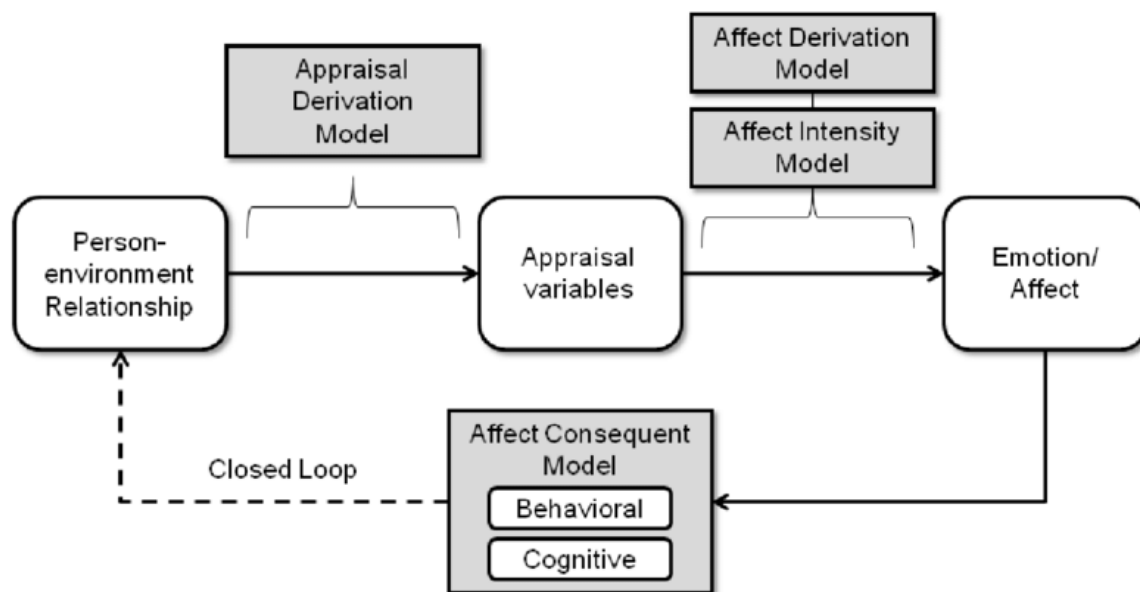 Appraisal
Derivation
Model
Affect Derivation
Model
Affect Intensity
Model
Person-
environment
Relationship
Appraisal
variables
Emotion/
Affect
Closed Loop
Affect Consequent
Model
Behavioral
Cognitive